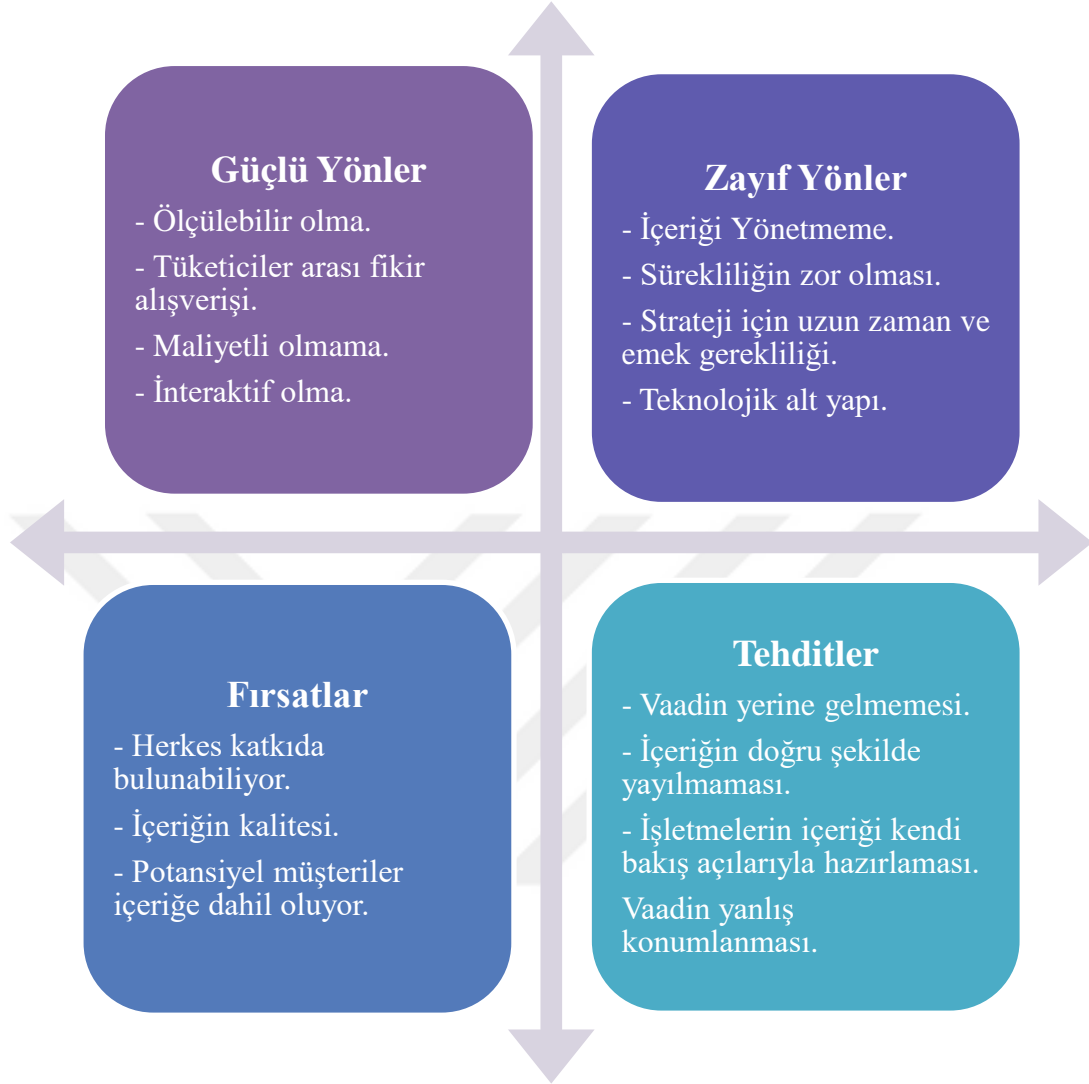 Güçlü Yönler
- Ölçülebilir olma.
- Tüketiciler arası fikir
alışverişi.
- Maliyetli olmama.
- İnteraktif olma.
Zayıf Yönler
- İçeriği Yönetmeme.
- Sürekliliğin zor olması.
- Strateji için uzun zaman ve
emek gerekliliği.
- Teknolojik alt yapı.
Fırsatlar
- Herkes katkıda
bulunabiliyor.
- İçeriğin kalitesi.
- Potansiyel müşteriler
içeriğe dahil oluyor.
Tehditler
- Vaadin yerine gelmemesi.
- İçeriğin doğru şekilde
yayılmaması.
- İşletmelerin içeriği kendi
bakış açılarıyla hazırlaması.
Vaadin yanlış
konumlanması.